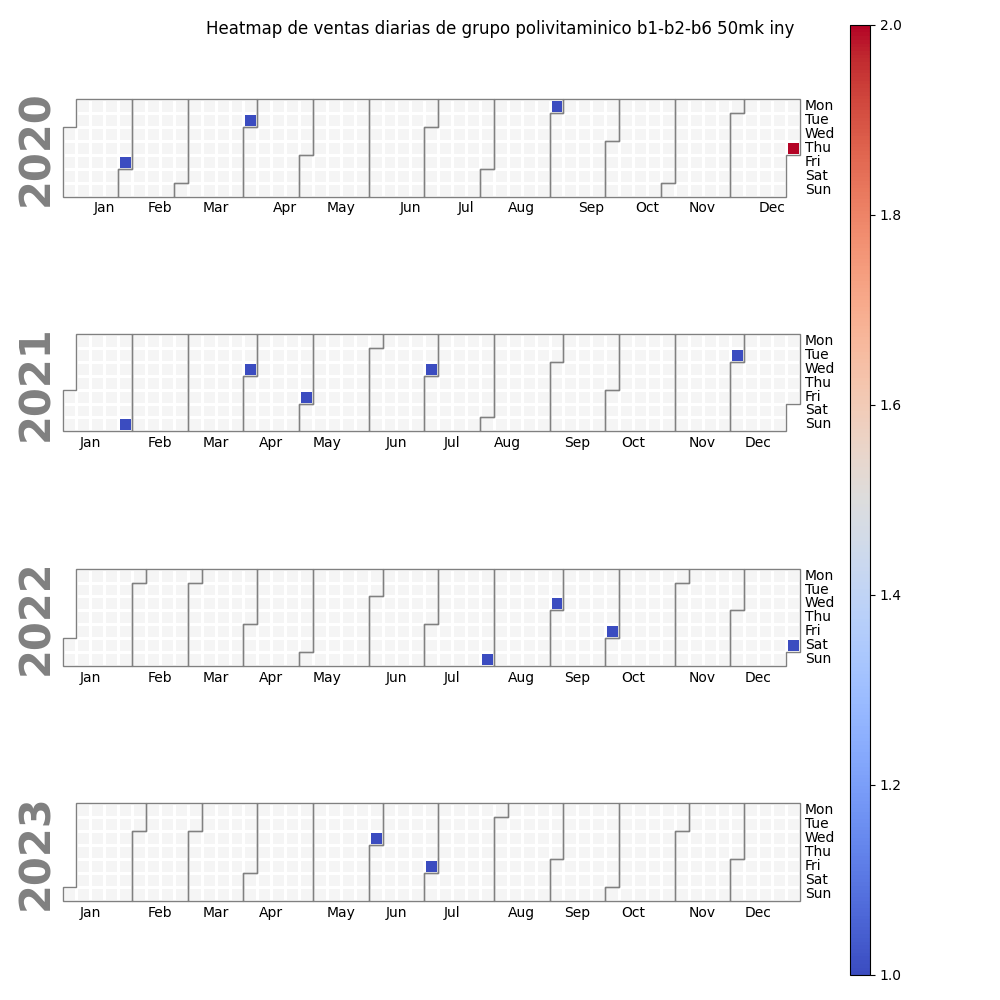 Heatmap de ventas diarias de grupo polivitaminico b1-b2-b6 50mk iny
2020
Mon
Tue
Wed
Thu
Fri
Sat
Sun
Jan Feb Mar Apr May Jun Jul Aug Sep Oct Nov Dec
2021
Mon
Tue
Wed
Thu
Fri
Sat
Sun
Jan Feb Mar Apr May Jun Jul Aug Sep Oct Nov Dec
2022
Mon
Tue
Wed
Thu
Fri
Sat
Sun
Jan Feb Mar Apr May Jun Jul Aug Sep Oct Nov Dec
2023
Mon
Tue
Wed
Thu
Fri
Sat
Sun
Jan Feb Mar Apr May Jun Jul Aug Sep Oct Nov Dec
2.0
1.8
1.6
1.4
1.2
1.0